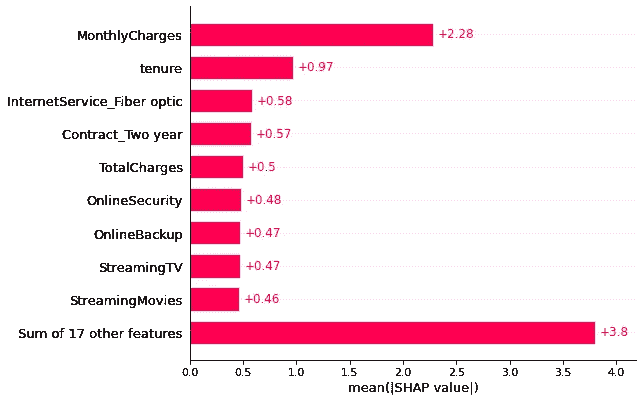 MonthlyCharges +2.28
tenure +0.97
InternetService_Fiber optic +0.58
Contract_Two year +0.57
TotalCharges +0.5
OnlineSecurity +0.48
OnlineBackup +0.47
StreamingTV +0.47
StreamingMovies +0.46
Sum of 17 other features +3.8
0.0 0.5 1.0 1.5 2.0 2.5 3.0 3.5 4.0
mean(|SHAP value|)